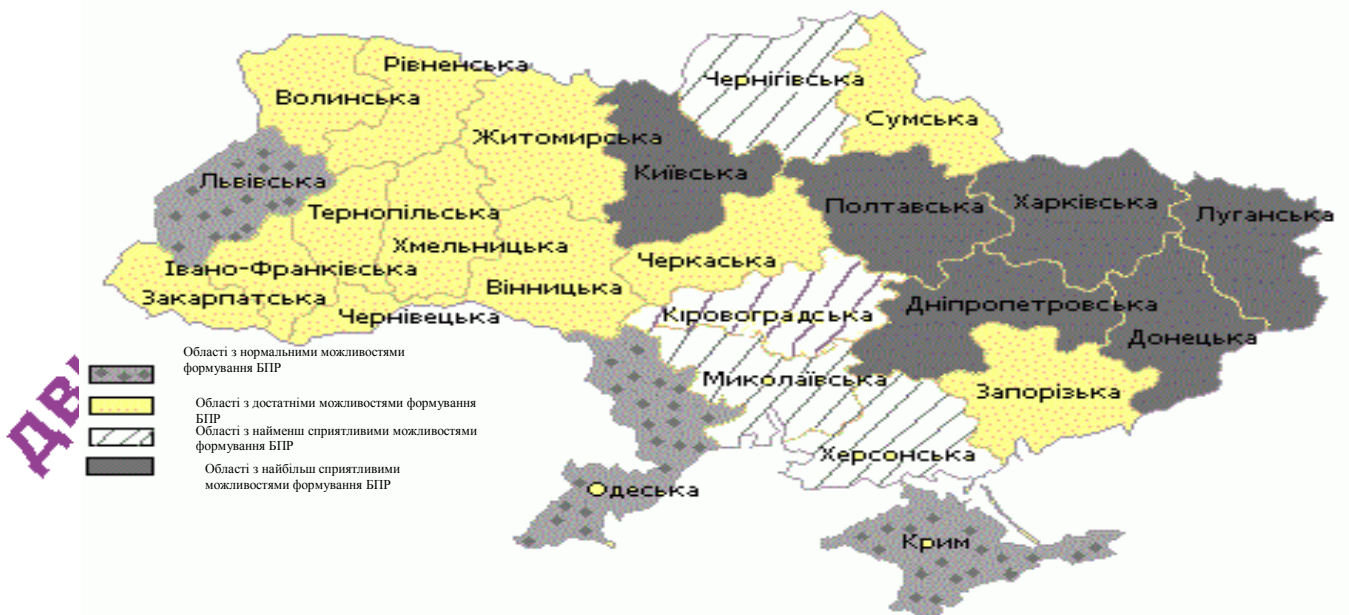 Чернігівська
Рівненська
Волинська
Сумська
Житомирська
Київська
Львівська
Полтавська
Харківська
Луганська
Тернопільська
Хмельницька
Черкаська
Івано-Франківська
Вінницька
Закарпатська
Чернівецька
Кіровоградська
Дніпропетровська
Донецька
Миколаївська
Запорізька
Херсонська
Одеська
Крим
Області з нормальними можливостями
формування БПР
Області з достатніми можливостями формування
БПР
Області з найменш сприятливими можливостями
формування БПР
Області з найбільш сприятливими
можливостями формування БПР